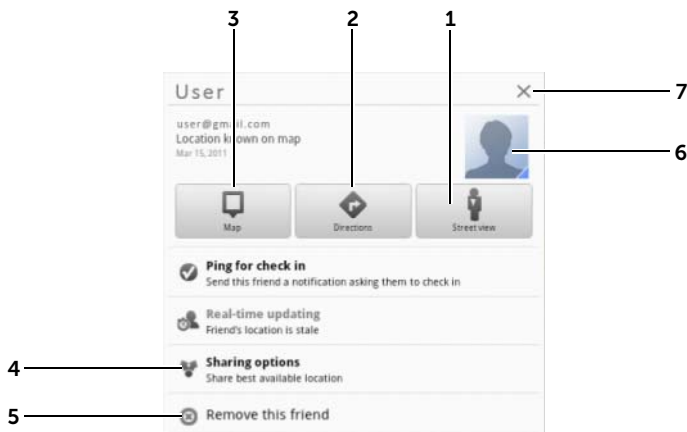 3 2 1
User
7
user@gmail.com
Location known on map
Mar 15, 2011
6
Map Directions Street view
Ping for check in
Send this friend a notification asking them to check in
Real-time updating
Friend's location is stale
4
Sharing options
Share best available location
5
Remove this friend